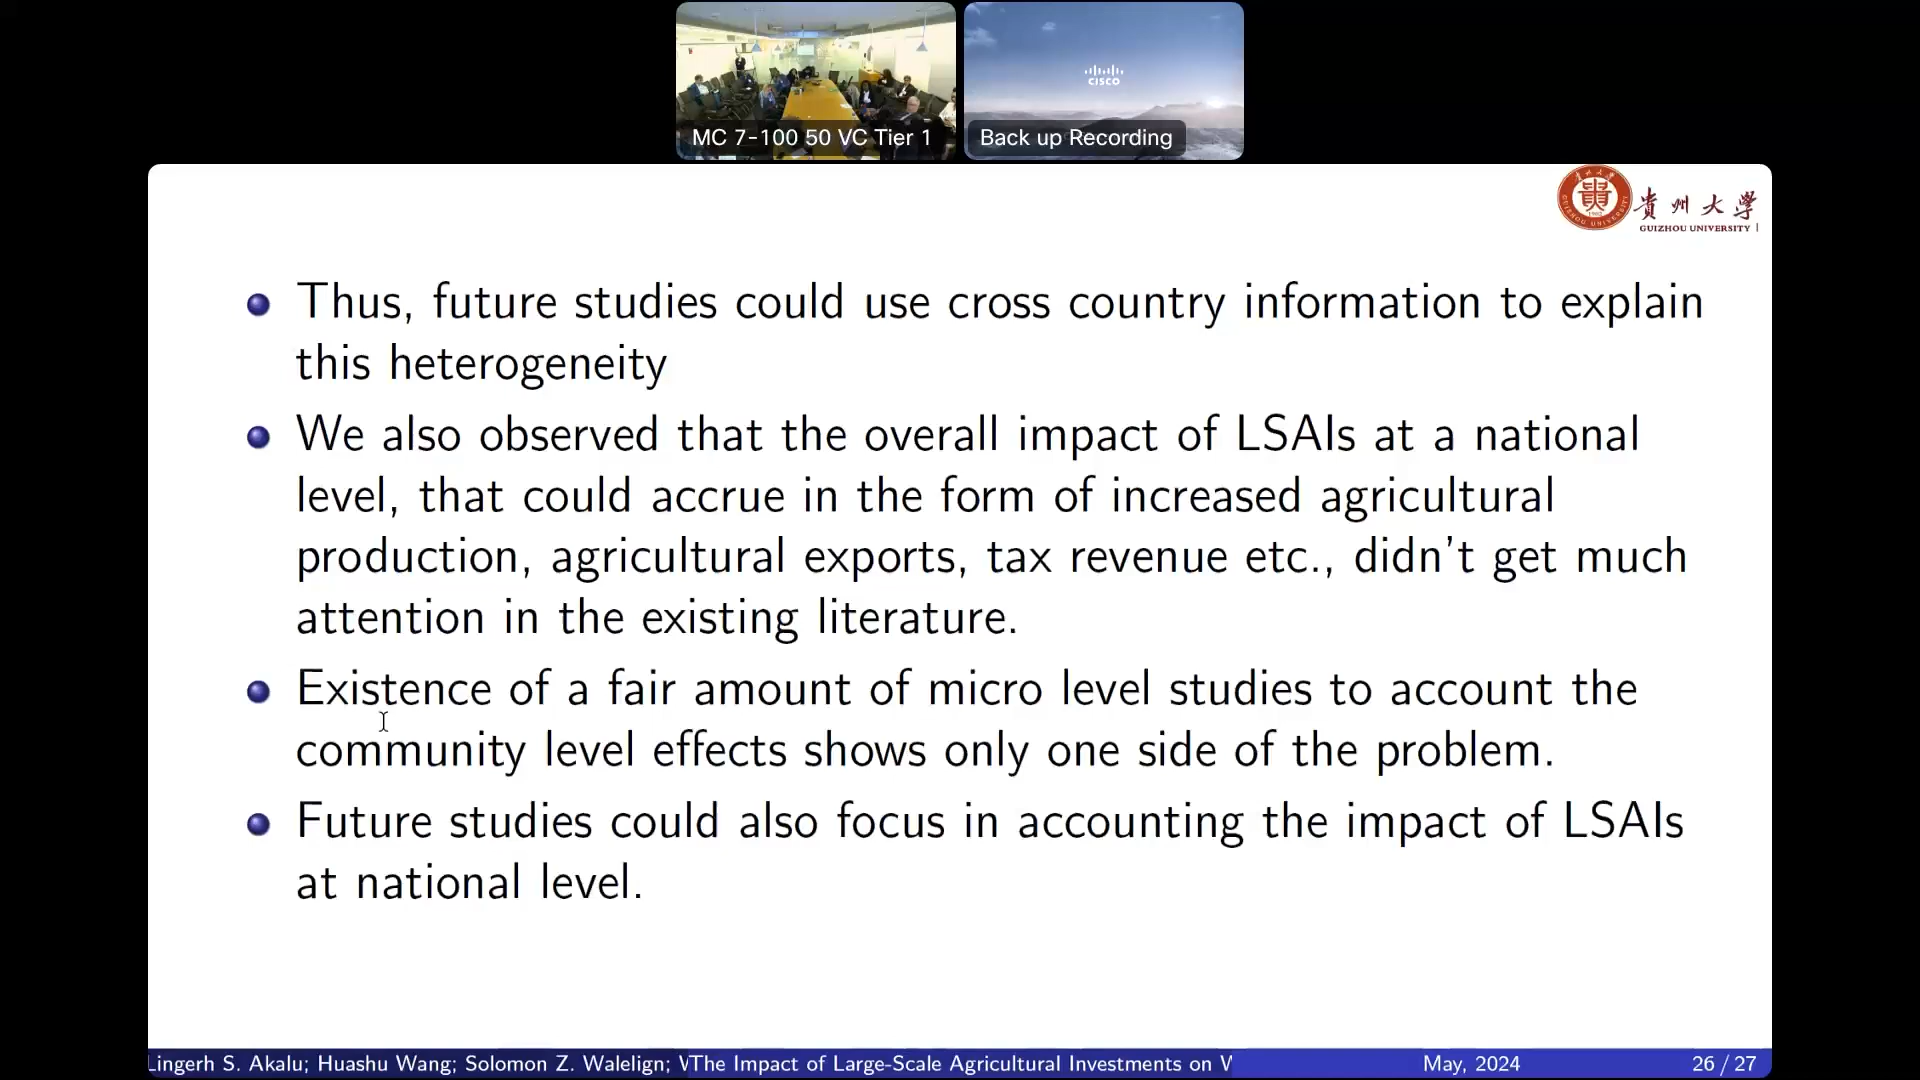 CISCO
MC 7-100 50 VC Tier 1
Back up Recording
貴州大學
GUIZHOU UNIVERSITY
Thus, future studies could use cross country information to explain
this heterogeneity
We also observed that the overall impact of LSAIs at a national
level, that could accrue in the form of increased agricultural
production, agricultural exports, tax revenue etc., didn't get much
attention in the existing literature.
Existence of a fair amount of micro level studies to account the
community level effects shows only one side of the problem.
Future studies could also focus in accounting the impact of LSAIs
at national level.
Lingerh S. Akalu; Huashu Wang; Solomon Z. Walelign; The Impact of Large-Scale Agricultural Investments on May, 2024 26 / 27